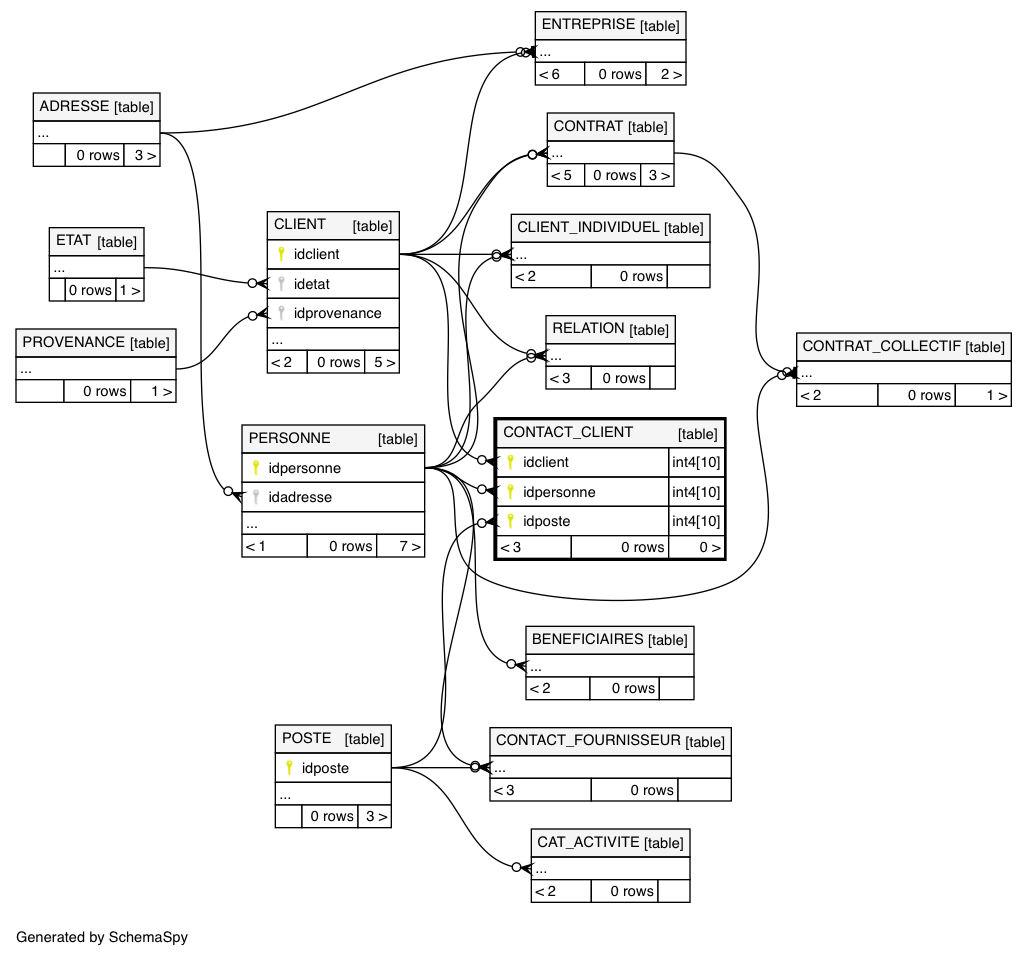 ENTREPRISE [table]
...
< 6 0 rows 2 >
ADRESSE [table]
...
0 rows 3 >
CONTRAT [table]
...
< 5 0 rows 3 >
CLIENT [table]
idclient
idetat
idprovenance
...
< 2 0 rows 5 >
CLIENT_INDIVIDUEL [table]
...
< 2 0 rows
ETAT [table]
...
0 rows 1 >
RELATION [table]
...
< 3 0 rows
PROVENANCE [table]
...
0 rows 1 >
CONTRAT_COLLECTIF [table]
...
< 2 0 rows 1 >
PERSONNE [table]
idpersonne
idadresse
...
< 1 0 rows 7 >
CONTACT_CLIENT [table]
idclient int4[10]
idpersonne int4[10]
idposte int4[10]
< 3 0 rows 0 >
BENEFICIAIRES [table]
...
< 2 0 rows
POSTE [table]
idposte
...
0 rows 3 >
CONTACT_FOURNISSEUR [table]
...
< 3 0 rows
CAT_ACTIVITE [table]
...
< 2 0 rows
Generated by SchemaSpy